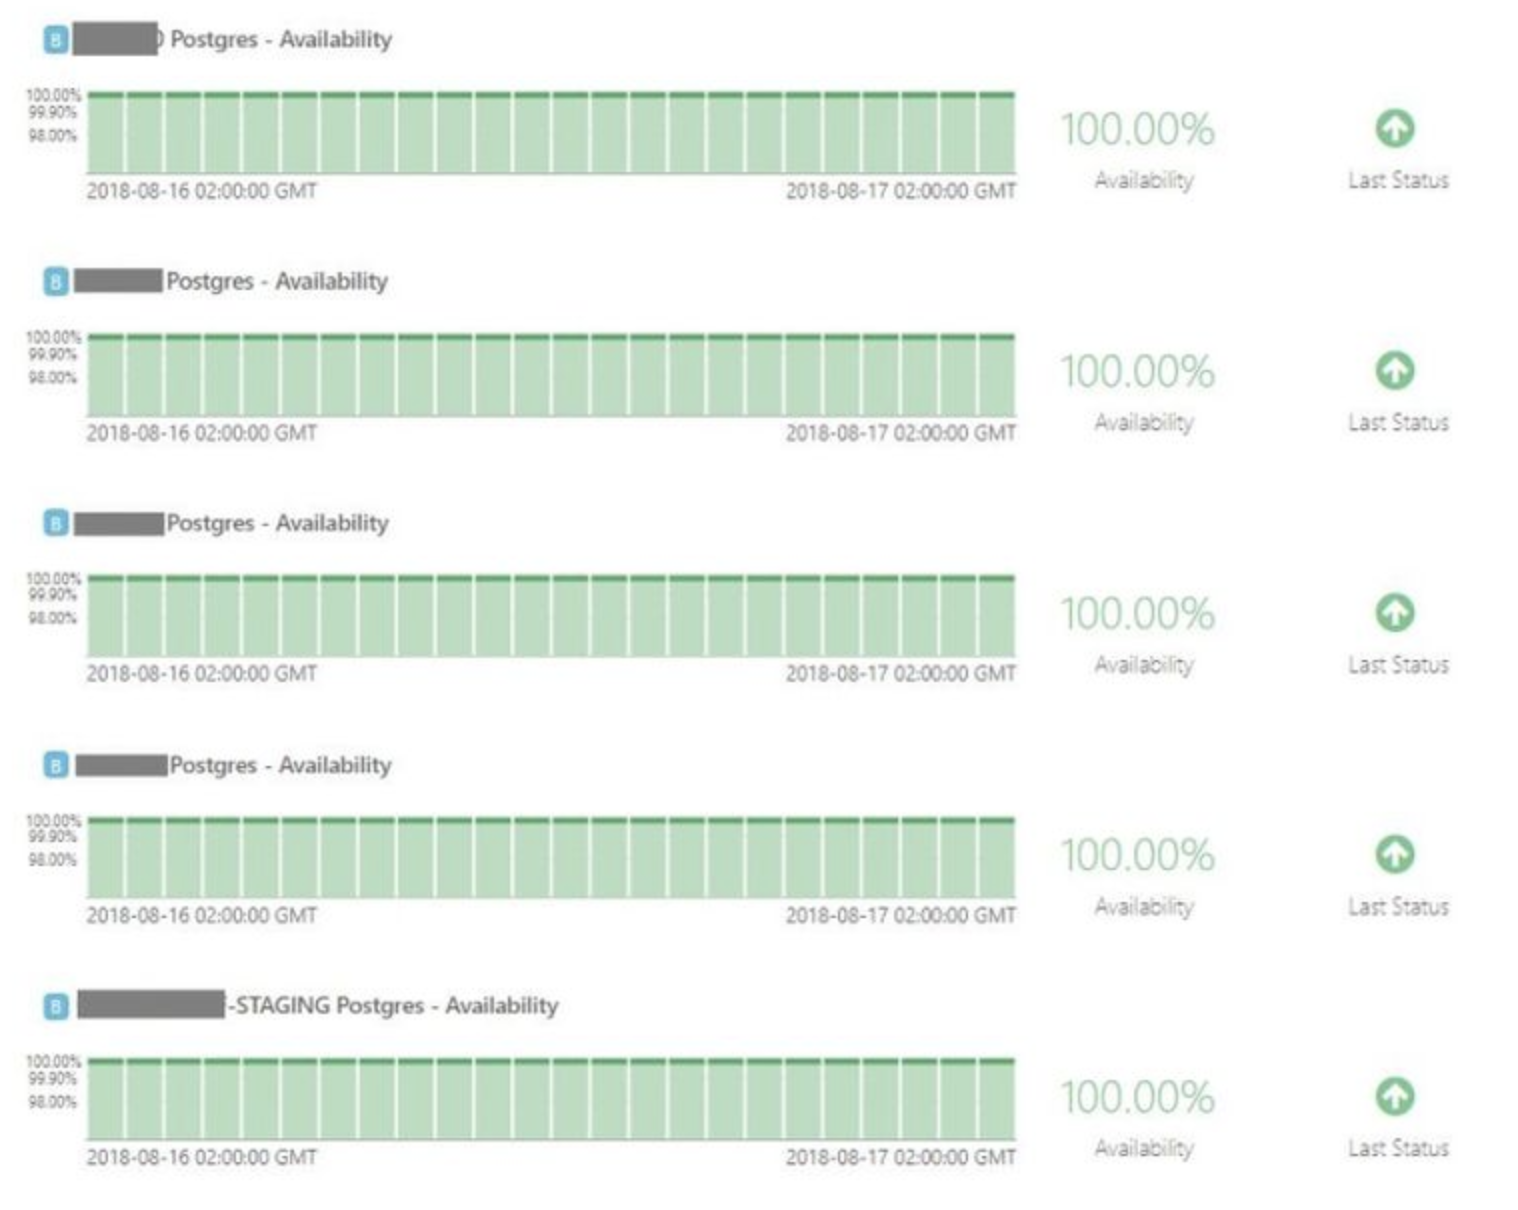 B Postgres - Availability
100.00%
99.90%
98.00%
2018-08-16 02:00:00 GMT 2018-08-17 02:00:00 GMT
100.00%
Availability
Last Status
B Postgres - Availability
100.00%
99.90%
98.00%
2018-08-16 02:00:00 GMT 2018-08-17 02:00:00 GMT
100.00%
Availability
Last Status
B Postgres - Availability
100.00%
99.90%
98.00%
2018-08-16 02:00:00 GMT 2018-08-17 02:00:00 GMT
100.00%
Availability
Last Status
B Postgres - Availability
100.00%
99.90%
98.00%
2018-08-16 02:00:00 GMT 2018-08-17 02:00:00 GMT
100.00%
Availability
Last Status
B -STAGING Postgres - Availability
100.00%
99.90%
98.00%
2018-08-16 02:00:00 GMT 2018-08-17 02:00:00 GMT
100.00%
Availability
Last Status